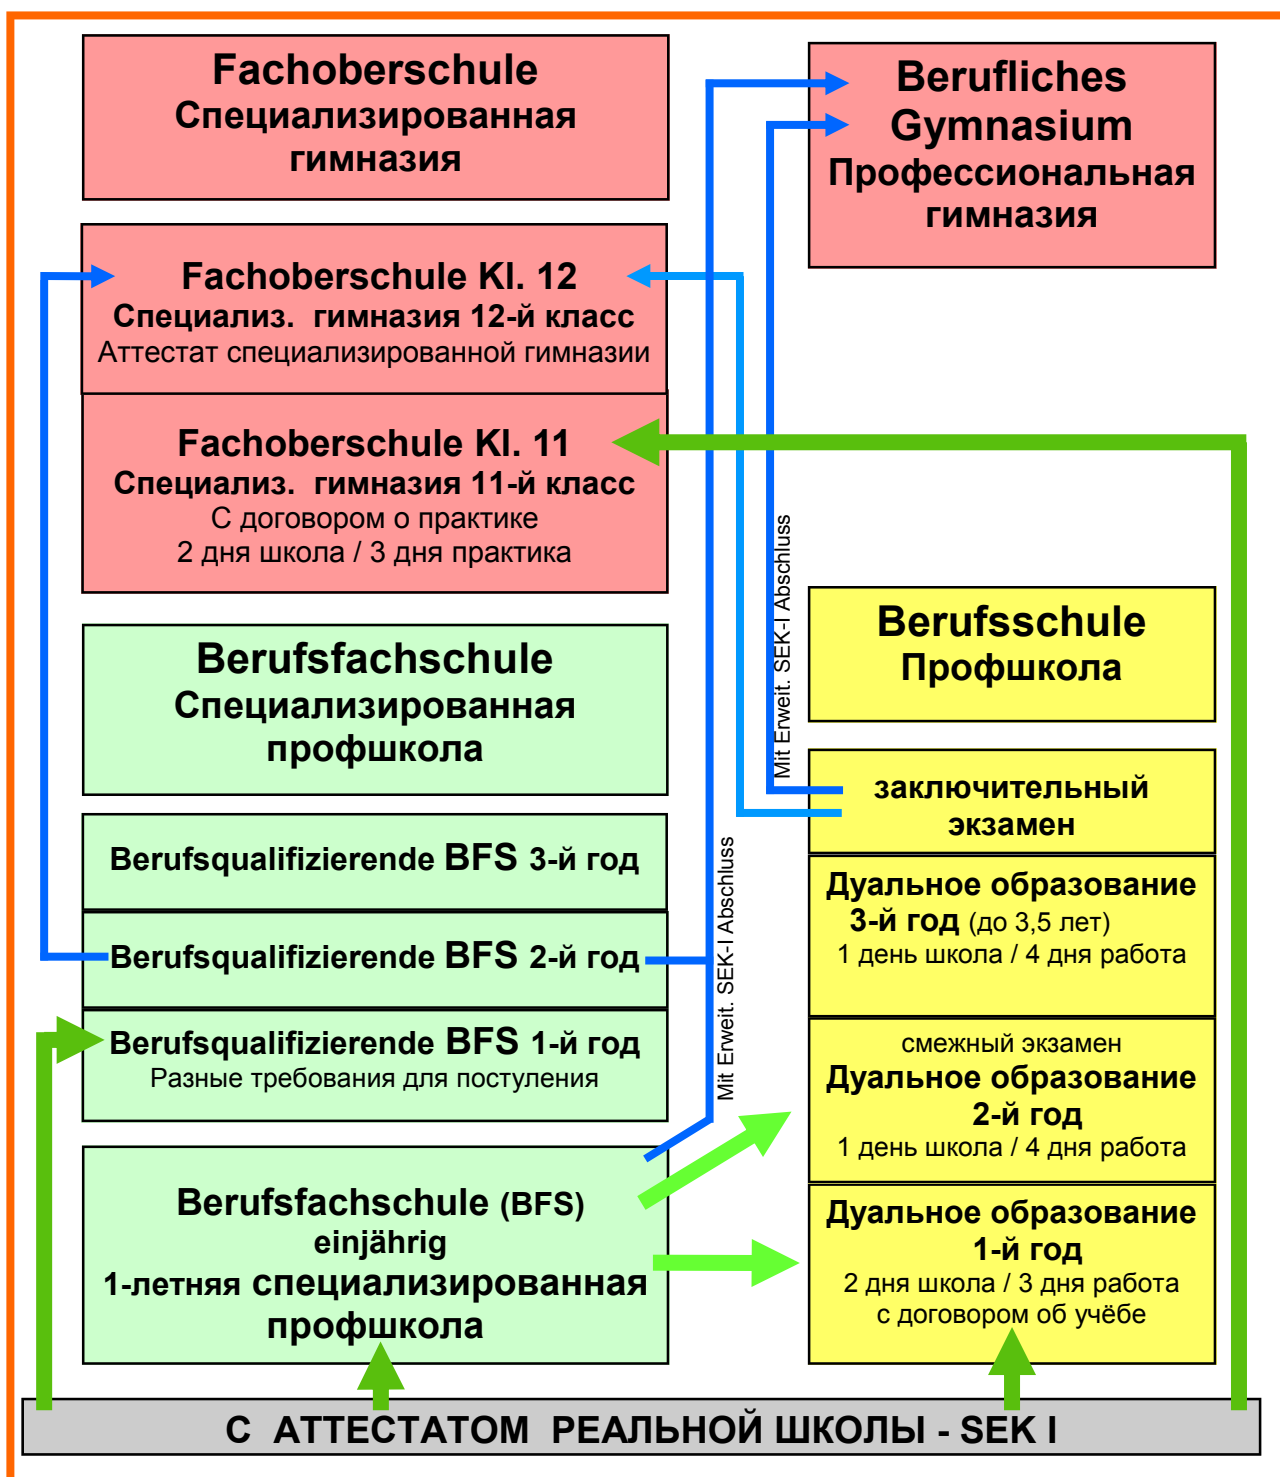 Fachoberschule
Специализированная
гимназия
Berufliches
Gymnasium
Профессиональная
гимназия
Fachoberschule Kl. 12
Специализ. гимназия 12-й класс
Аттестат специализированной гимназии
Fachoberschule Kl. 11
Специализ. гимназия 11-й класс
С договором о практике
2 дня школа / 3 дня практика
Mit Erweit. SEK-I Abschluss
Berufsschule
Профшкола
Berufsfachschule
Специализированная
профшкола
заключительный
экзамен
Berufsqualifizierende BFS 3-й год
Berufsqualifizierende BFS 2-й год
Berufsqualifizierende BFS 1-й год
Разные требования для постуления
Mit Erweit. SEK-I Abschluss
Дуальное образование
3-й год (до 3,5 лет)
1 день школа / 4 дня работа
смежный экзамен
Дуальное образование
2-й год
1 день школа / 4 дня работа
Berufsfachschule (BFS)
einjährig
1-летняя специализированная
профшкола
Дуальное образование
1-й год
2 дня школа / 3 дня работа
с договором об учёбе
С АТТЕСТАТОМ РЕАЛЬНОЙ ШКОЛЫ - SEK I